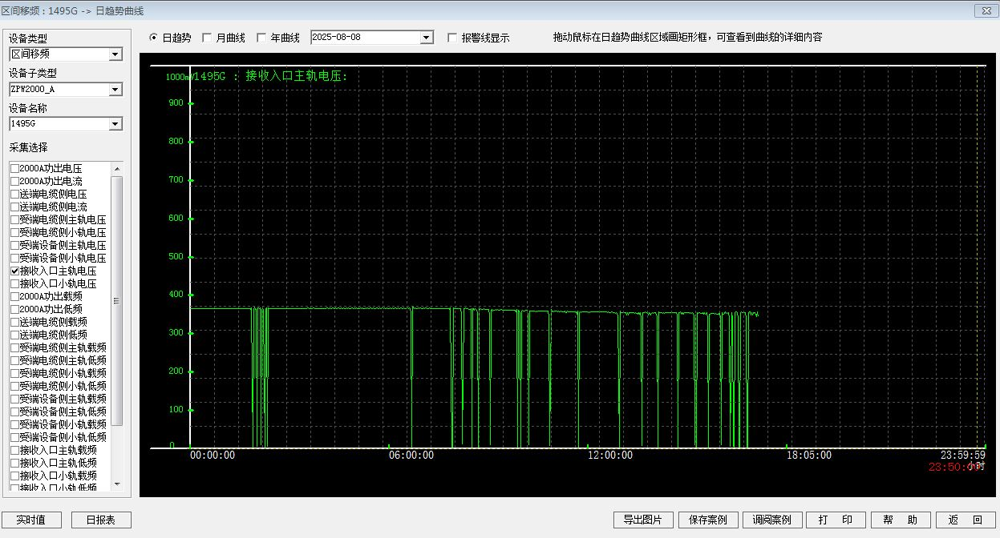 区间移频：1495G -> 日趋势曲线
设备类型
区间移频
设备子类型
ZPW2000_A
设备名称
1495G
采集选择
2000A功出电压
2000A功出电流
送端电缆侧电压
送端电缆侧电流
受端电缆侧主轨电压
受端电缆侧小轨电压
受端设备侧主轨电压
受端设备侧小轨电压
接收入口主轨电压
接收入口小轨电压
2000A功出载频
2000A功出低频
送端电缆侧载频
送端电缆侧低频
受端电缆侧主轨载频
受端电缆侧主轨低频
受端电缆侧小轨载频
受端电缆侧小轨低频
受端设备侧主轨载频
受端设备侧主轨低频
受端设备侧小轨载频
受端设备侧小轨低频
接收入口主轨载频
接收入口主轨低频
接收入口小轨载频
接收入口小轨低频
日趋势 月曲线 年曲线 2025-08-08 报警线显示 拖动鼠标在日趋势曲线区域画矩形框，可查看到曲线的详细内容
1000mV1495G : 接收入口主轨电压:
900
800
700
600
500
400
300
200
100
0
00:00:00 06:00:00 12:00:00 18:05:00 23:59:59
小时
实时值 日报表 导出图片 保存案例 调阅案例 打 印 帮 助 返 回